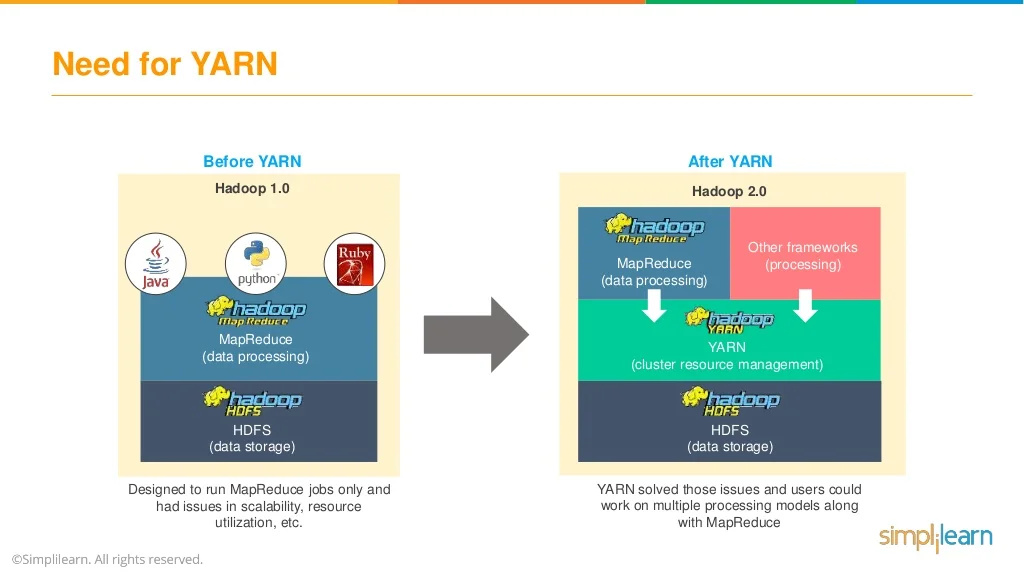 Need for YARN
Before YARN
Hadoop 1.0
Java
python
Ruby
hadoop
Map Reduce
MapReduce
(data processing)
hadoop
HDFS
HDFS
(data storage)
Designed to run MapReduce jobs only and
had issues in scalability, resource
utilization, etc.
After YARN
Hadoop 2.0
hadoop
Map Reduce
MapReduce
(data processing)
Other frameworks
(processing)
hadoop
YARN
YARN
(cluster resource management)
hadoop
HDFS
HDFS
(data storage)
YARN solved those issues and users could
work on multiple processing models along
with MapReduce
simplilearn
©Simplilearn. All rights reserved.